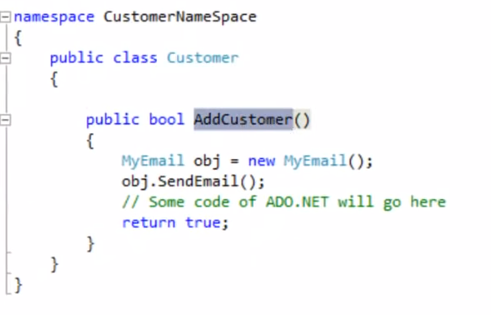 namespace CustomerNameSpace
{
public class Customer
{
public bool AddCustomer()
{
MyEmail obj = new MyEmail();
obj.SendEmail();
// Some code of ADO.NET will go here
return true;
}
}
}